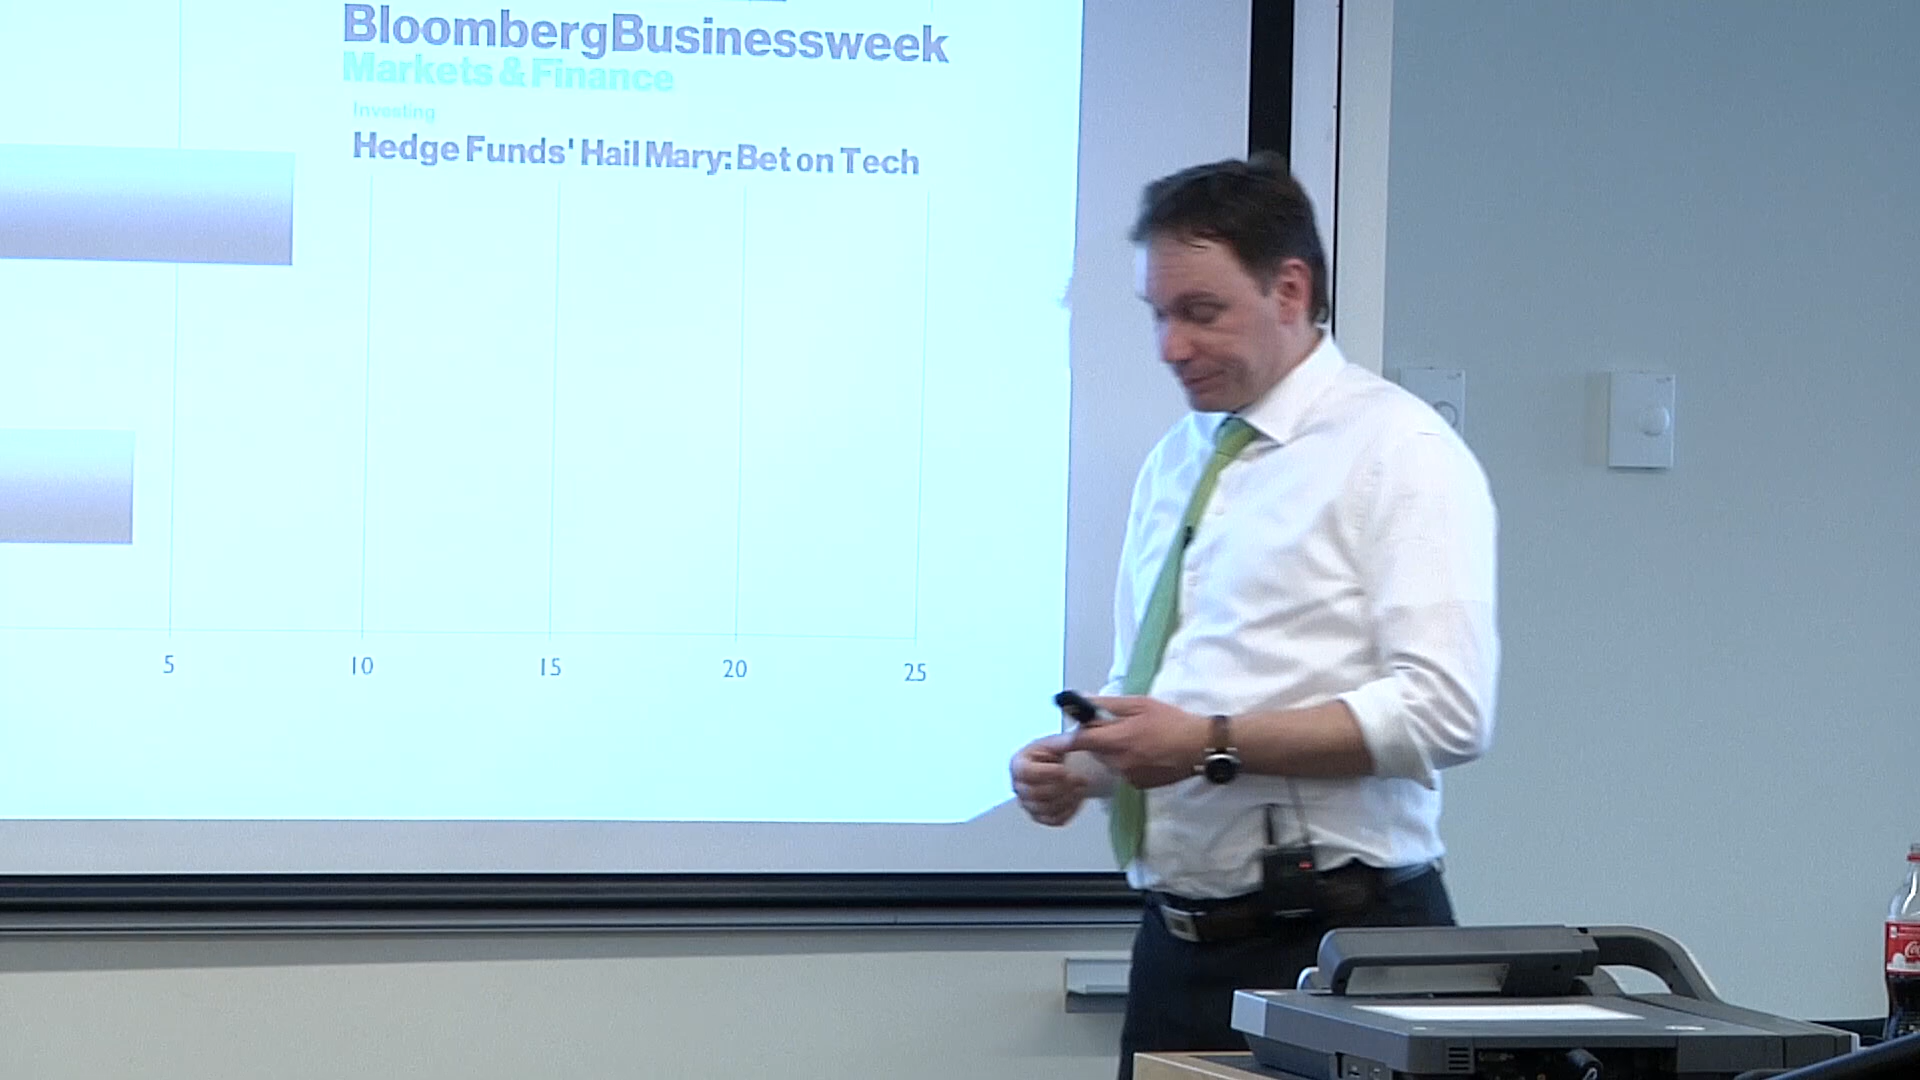 BloombergBusinessweek
Markets & Finance
Investing
Hedge Funds' Hail Mary: Bet on Tech
5 10 15 20 25